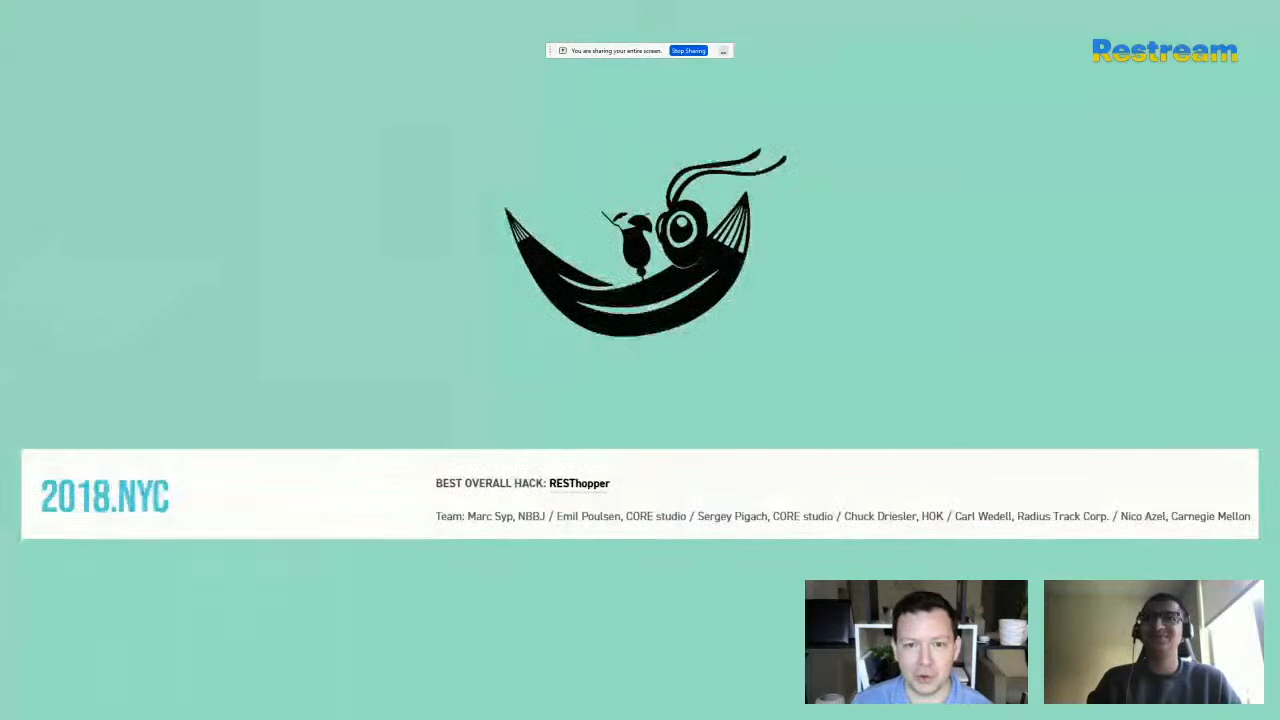 You are sharing your entire screen.
Stop Sharing
Restream
2018.NYC
BEST OVERALL HACK: RESThopper
Team: Marc Syp, NBBJ / Emil Poulsen, CORE studio / Sergey Pigach, CORE studio / Chuck Driesler, HOK / Carl Wedell, Radius Track Corp. / Nico Azel, Carnegie Mellon